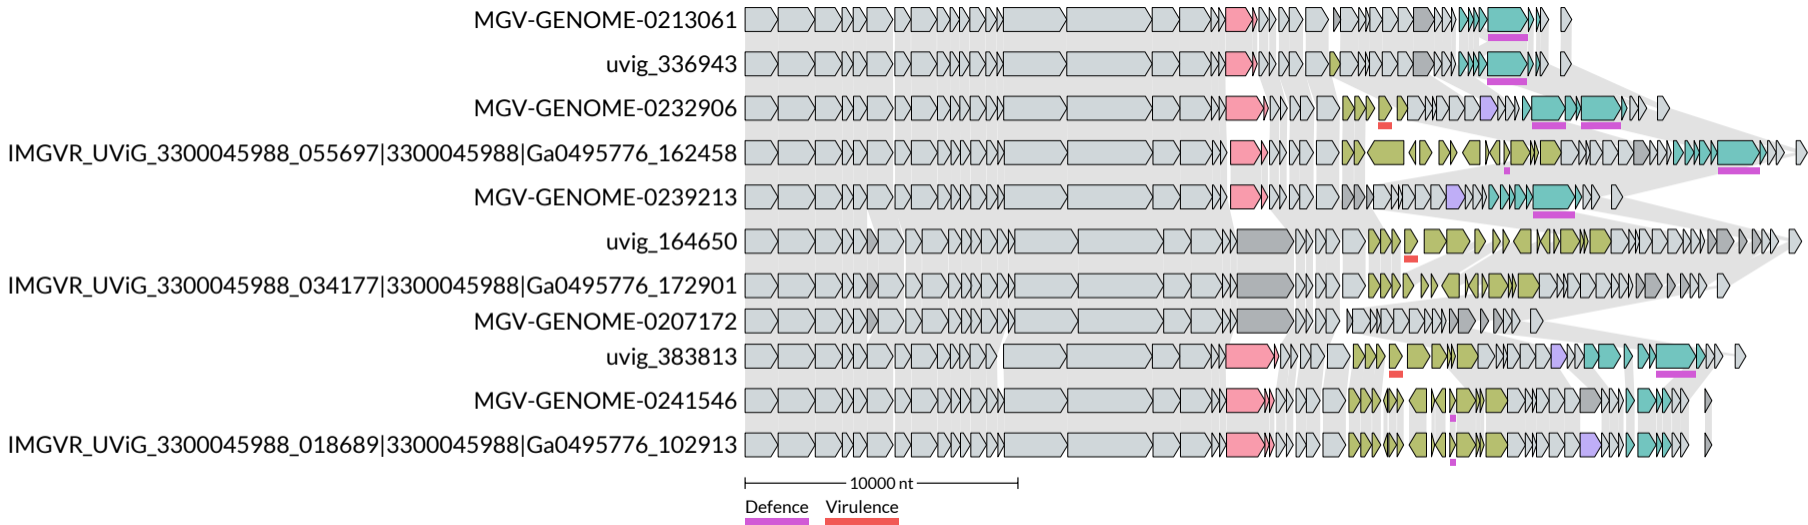 MGV-GENOME-0213061
uvig_336943
MGV-GENOME-0232906
IMGVR_UViG_3300045988_055697|3300045988|Ga0495776_162458
MGV-GENOME-0239213
uvig_164650
IMGVR_UViG_3300045988_034177|3300045988|Ga0495776_172901
MGV-GENOME-0207172
uvig_383813
MGV-GENOME-0241546
IMGVR_UViG_3300045988_018689|3300045988|Ga0495776_102913
10000 nt
Defence Virulence